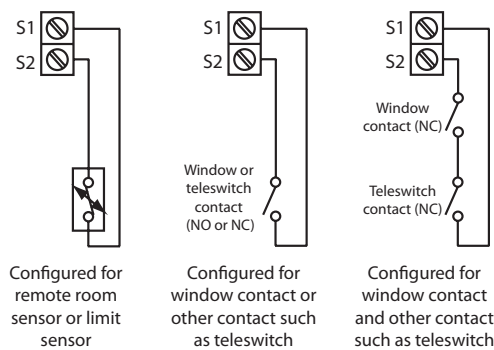 S1
S2
Configured for
remote room
sensor or limit
sensor
S1
S2
Window or
teleswitch
contact
(NO or NC)
Configured for
window contact or
other contact such
as teleswitch
S1
S2
Window
contact (NC)
Teleswitch
contact (NC)
Configured for
window contact
and other contact
such as teleswitch